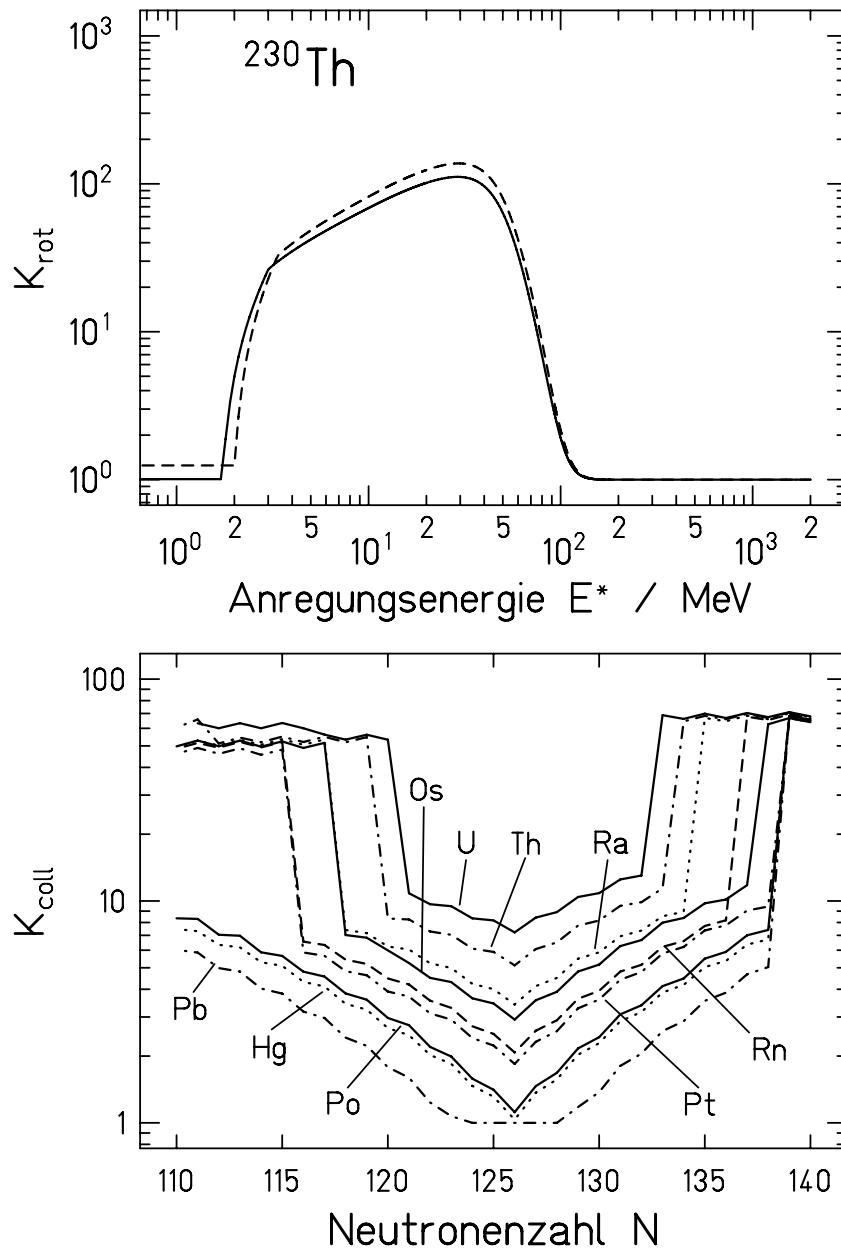 10³
²³⁰Th
10²
K_rot
10¹
10⁰
2 5 2 5 2 5 2
10⁰ 10¹ 10² 10³
Anregungsenergie E* / MeV
100
Os
U Th Ra
10
K_coll
Pb
Hg Rn
Po Pt
1
110 115 120 125 130 135 140
Neutronenzahl N